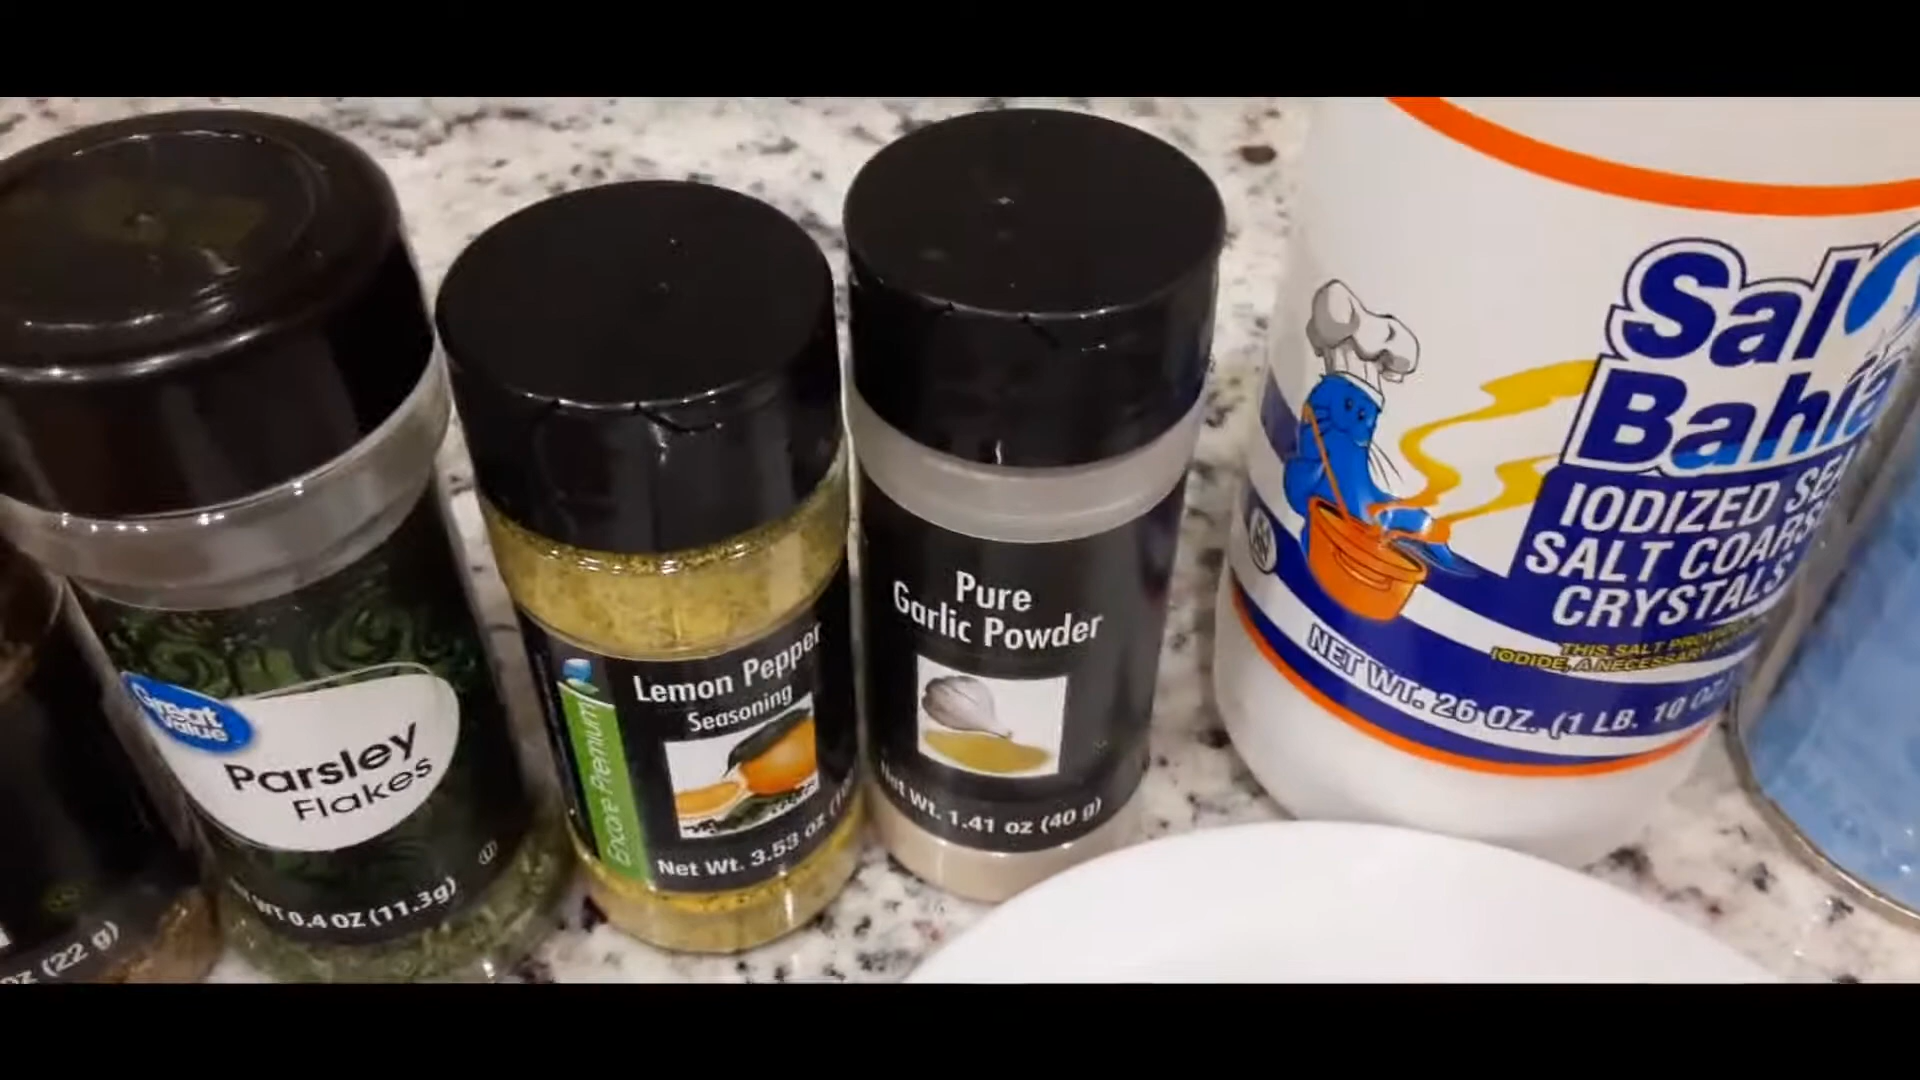 oz (22 g)
Great
Value
Parsley
Flakes
WT 0.4 OZ (11.3g)
Encore Premium
Lemon Pepper
Seasoning
Net Wt. 3.53 oz
Pure
Garlic Powder
Net Wt. 1.41 oz (40 g)
Sal
Bahia
IODIZED SEA
SALT COARSE
CRYSTALS
THIS SALT PROVIDES
IODIDE, A NECESSARY
NET WT. 26 OZ. (1 LB. 10 OZ.)